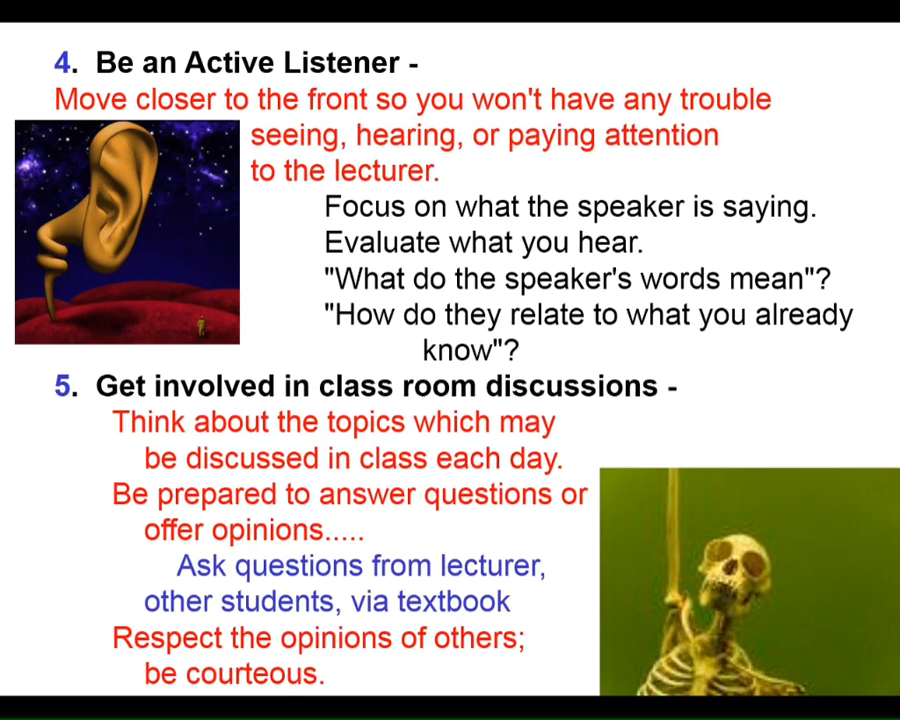 4. Be an Active Listener -
Move closer to the front so you won't have any trouble
seeing, hearing, or paying attention
to the lecturer.
Focus on what the speaker is saying.
Evaluate what you hear.
"What do the speaker's words mean"?
"How do they relate to what you already
know"?
5. Get involved in class room discussions -
Think about the topics which may
be discussed in class each day.
Be prepared to answer questions or
offer opinions.....
Ask questions from lecturer,
other students, via textbook
Respect the opinions of others;
be courteous.